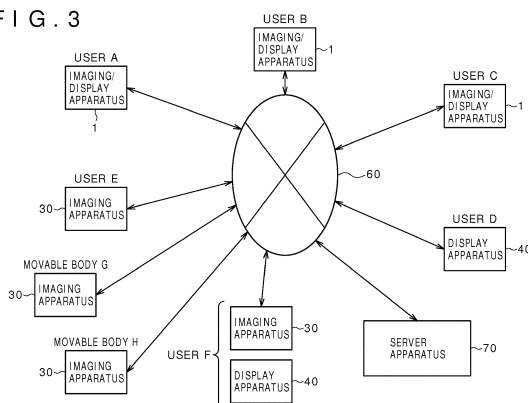 FIG. 3
USER B
IMAGING/
DISPLAY
APPARATUS
1
USER A
IMAGING/
DISPLAY
APPARATUS
1
USER C
IMAGING/
DISPLAY
APPARATUS
1
60
USER E
30
IMAGING
APPARATUS
USER D
DISPLAY
APPARATUS
40
MOVABLE BODY G
30
IMAGING
APPARATUS
MOVABLE BODY H
30
IMAGING
APPARATUS
USER F
IMAGING
APPARATUS
30
DISPLAY
APPARATUS
40
SERVER
APPARATUS
70